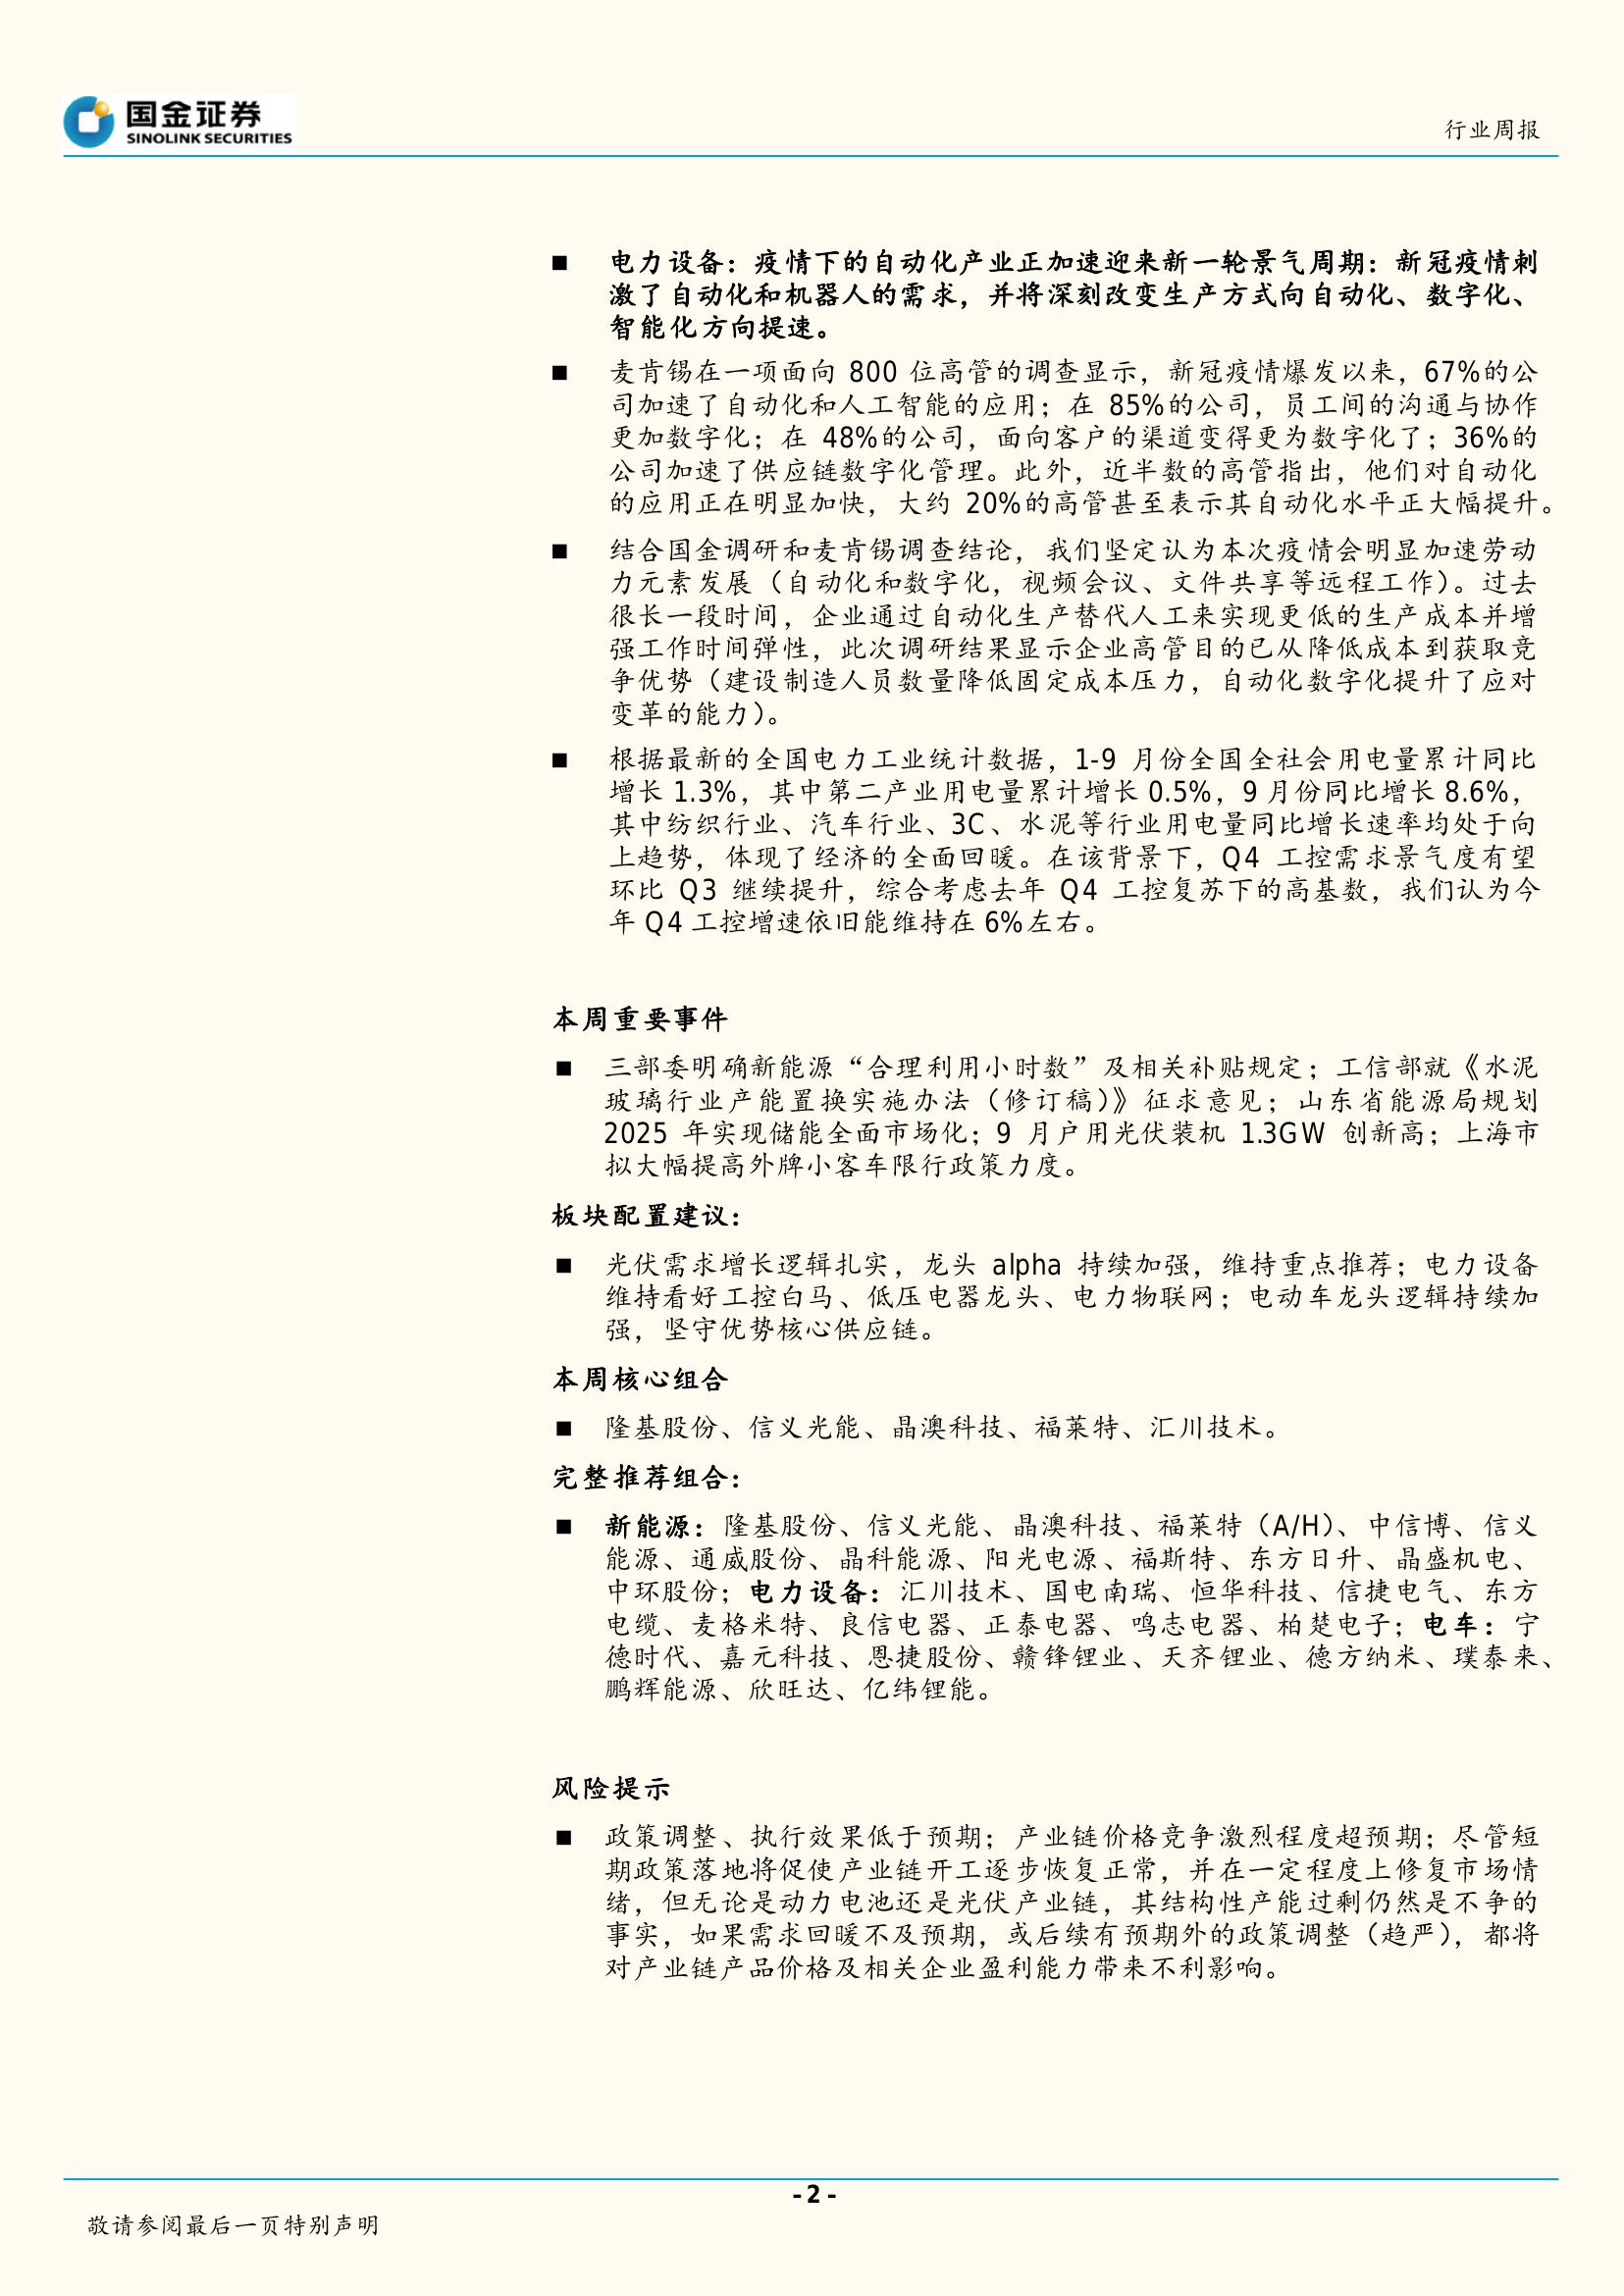 国金证券
SINOLINK SECURITIES
行业周报
■ 电力设备：疫情下的自动化产业正加速迎来新一轮景气周期：新冠疫情刺
激了自动化和机器人的需求，并将深刻改变生产方式向自动化、数字化、
智能化方向提速。
■ 麦肯锡在一项面向 800 位高管的调查显示，新冠疫情爆发以来，67%的公
司加速了自动化和人工智能的应用；在 85%的公司，员工间的沟通与协作
更加数字化；在 48%的公司，面向客户的渠道变得更为数字化了；36%的
公司加速了供应链数字化管理。此外，近半数的高管指出，他们对自动化
的应用正在明显加快，大约 20%的高管甚至表示其自动化水平正大幅提升。
■ 结合国金调研和麦肯锡调查结论，我们坚定认为本次疫情会明显加速劳动
力元素发展（自动化和数字化，视频会议、文件共享等远程工作）。过去
很长一段时间，企业通过自动化生产替代人工来实现更低的生产成本并增
强工作时间弹性，此次调研结果显示企业高管目的已从降低成本到获取竞
争优势（建设制造人员数量降低固定成本压力，自动化数字化提升了应对
变革的能力）。
■ 根据最新的全国电力工业统计数据，1-9 月份全国全社会用电量累计同比
增长 1.3%，其中第二产业用电量累计增长 0.5%，9 月份同比增长 8.6%，
其中纺织行业、汽车行业、3C、水泥等行业用电量同比增长速率均处于向
上趋势，体现了经济的全面回暖。在该背景下，Q4 工控需求景气度有望
环比 Q3 继续提升，综合考虑去年 Q4 工控复苏下的高基数，我们认为今
年 Q4 工控增速依旧能维持在 6%左右。
本周重要事件
■ 三部委明确新能源“合理利用小时数”及相关补贴规定；工信部就《水泥
玻璃行业产能置换实施办法（修订稿）》征求意见；山东省能源局规划
2025 年实现储能全面市场化；9 月户用光伏装机 1.3GW 创新高；上海市
拟大幅提高外牌小客车限行政策力度。
板块配置建议：
■ 光伏需求增长逻辑扎实，龙头 alpha 持续加强，维持重点推荐；电力设备
维持看好工控白马、低压电器龙头、电力物联网；电动车龙头逻辑持续加
强，坚守优势核心供应链。
本周核心组合
■ 隆基股份、信义光能、晶澳科技、福莱特、汇川技术。
完整推荐组合：
■ 新能源：隆基股份、信义光能、晶澳科技、福莱特（A/H）、中信博、信义
能源、通威股份、晶科能源、阳光电源、福斯特、东方日升、晶盛机电、
中环股份；电力设备：汇川技术、国电南瑞、恒华科技、信捷电气、东方
电缆、麦格米特、良信电器、正泰电器、鸣志电器、柏楚电子；电车：宁
德时代、嘉元科技、恩捷股份、赣锋锂业、天齐锂业、德方纳米、璞泰来、
鹏辉能源、欣旺达、亿纬锂能。
风险提示
■ 政策调整、执行效果低于预期；产业链价格竞争激烈程度超预期；尽管短
期政策落地将促使产业链开工逐步恢复正常，并在一定程度上修复市场情
绪，但无论是动力电池还是光伏产业链，其结构性产能过剩仍然是不争的
事实，如果需求回暖不及预期，或后续有预期外的政策调整（趋严），都将
对产业链产品价格及相关企业盈利能力带来不利影响。
- 2 -
敬请参阅最后一页特别声明